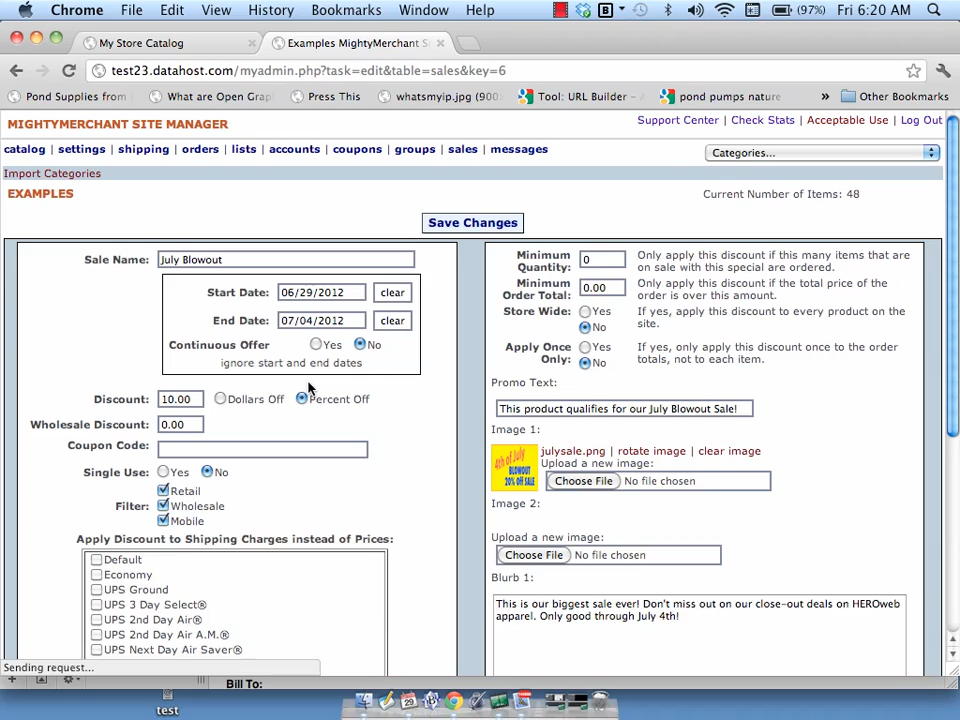 Chrome File Edit View History Bookmarks Window Help B (97%) Fri 6:20 AM
My Store Catalog × Examples MightyMerchant S ×
test23.datahost.com/myadmin.php?task=edit&table=sales&key=6
Pond Supplies from What are Open Gra Press This whatsmyip.jpg (900 Tool: URL Builder - pond pumps nature » Other Bookmarks
MIGHTYMERCHANT SITE MANAGER
Support Center | Check Stats | Acceptable Use | Log Out
catalog | settings | shipping | orders | lists | accounts | coupons | groups | sales | messages
Categories...
Import Categories
EXAMPLES
Current Number of Items: 48
Save Changes
Sale Name: July Blowout
Start Date: 06/29/2012 clear
End Date: 07/04/2012 clear
Continuous Offer Yes No
ignore start and end dates
Discount: 10.00 Dollars Off Percent Off
Wholesale Discount: 0.00
Coupon Code:
Single Use: Yes No
Filter:
Retail
Wholesale
Mobile
Apply Discount to Shipping Charges instead of Prices:
Default
Economy
UPS Ground
UPS 3 Day Select®
UPS 2nd Day Air®
UPS 2nd Day Air A.M.®
UPS Next Day Air Saver®
Minimum Quantity: 0 Only apply this discount if this many items that are on sale with this special are ordered.
Minimum Order Total: 0.00 Only apply this discount if the total price of the order is over this amount.
Store Wide: Yes No If yes, apply this discount to every product on the site.
Apply Once Only: Yes No If yes, only apply this discount once to the order totals, not to each item.
Promo Text:
This product qualifies for our July Blowout Sale!
Image 1:
4th of July
BLOWOUT
20% OFF SALE
julysale.png | rotate image | clear image
Upload a new image:
Choose File No file chosen
Image 2:
Upload a new image:
Choose File No file chosen
Blurb 1:
This is our biggest sale ever! Don't miss out on our close-out deals on HEROweb
apparel. Only good through July 4th!
Sending request...
Bill To:
test